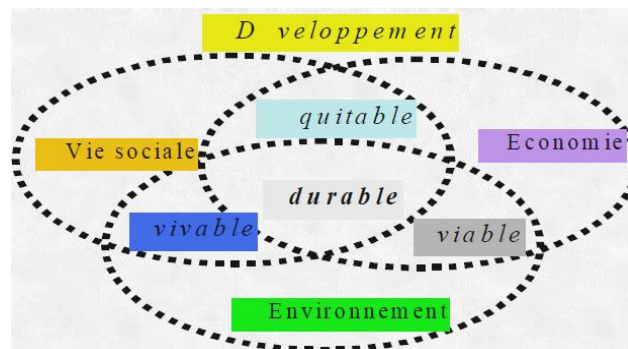 D veloppement
quitable
Economie
Vie sociale
durable
vivable
viable
Environnement